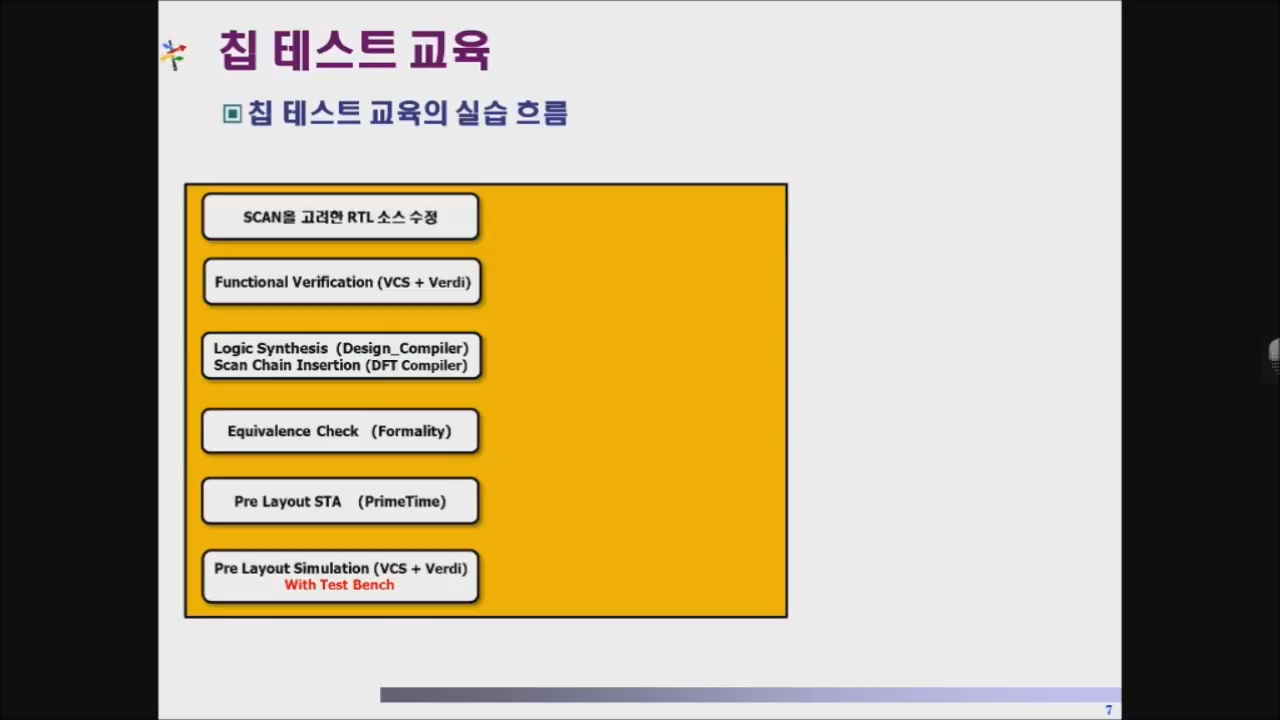 칩 테스트 교육
칩 테스트 교육의 실습 흐름
SCAN을 고려한 RTL 소스 수정
Functional Verification (VCS + Verdi)
Logic Synthesis (Design_Compiler)
Scan Chain Insertion (DFT Compiler)
Equivalence Check (Formality)
Pre Layout STA (PrimeTime)
Pre Layout Simulation (VCS + Verdi)
With Test Bench
7